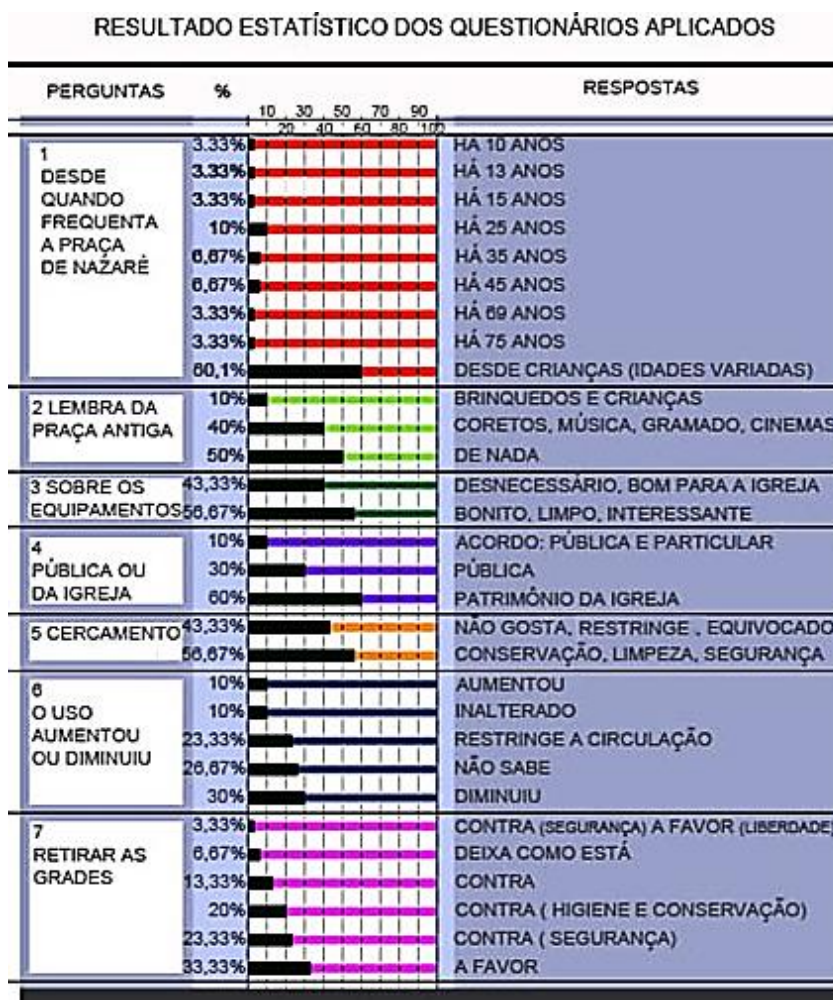 RESULTADO ESTATÍSTICO DOS QUESTIONÁRIOS APLICADOS
PERGUNTAS % RESPOSTAS
10 30 50 70 90
20 40 60 80 100
1
DESDE
QUANDO
FREQUENTA
A PRAÇA
DE NAZARÉ
3.33% HÁ 10 ANOS
3.33% HÁ 13 ANOS
3.33% HÁ 15 ANOS
10% HÁ 25 ANOS
6,67% HÁ 35 ANOS
6,67% HÁ 45 ANOS
3.33% HÁ 69 ANOS
3.33% HÁ 75 ANOS
60,1% DESDE CRIANÇAS (IDADES VARIADAS)
2 LEMBRA DA
PRAÇA ANTIGA
10% BRINQUEDOS E CRIANÇAS
40% CORETOS, MÚSICA, GRAMADO, CINEMAS
50% DE NADA
3 SOBRE OS
EQUIPAMENTOS
43,33% DESNECESSÁRIO, BOM PARA A IGREJA
56,67% BONITO, LIMPO, INTERESSANTE
4
PÚBLICA OU
DA IGREJA
10% ACORDO: PÚBLICA E PARTICULAR
30% PÚBLICA
60% PATRIMÔNIO DA IGREJA
5 CERCAMENTO
43,33% NÃO GOSTA, RESTRINGE , EQUIVOCADO
56,67% CONSERVAÇÃO, LIMPEZA, SEGURANÇA
6
O USO
AUMENTOU
OU DIMINUIU
10% AUMENTOU
10% INALTERADO
23,33% RESTRINGE A CIRCULAÇÃO
26,67% NÃO SABE
30% DIMINUIU
7
RETIRAR AS
GRADES
3,33% CONTRA (SEGURANÇA) A FAVOR (LIBERDADE)
6,67% DEIXA COMO ESTÁ
13,33% CONTRA
20% CONTRA ( HIGIENE E CONSERVAÇÃO)
23,33% CONTRA ( SEGURANÇA)
33,33% A FAVOR